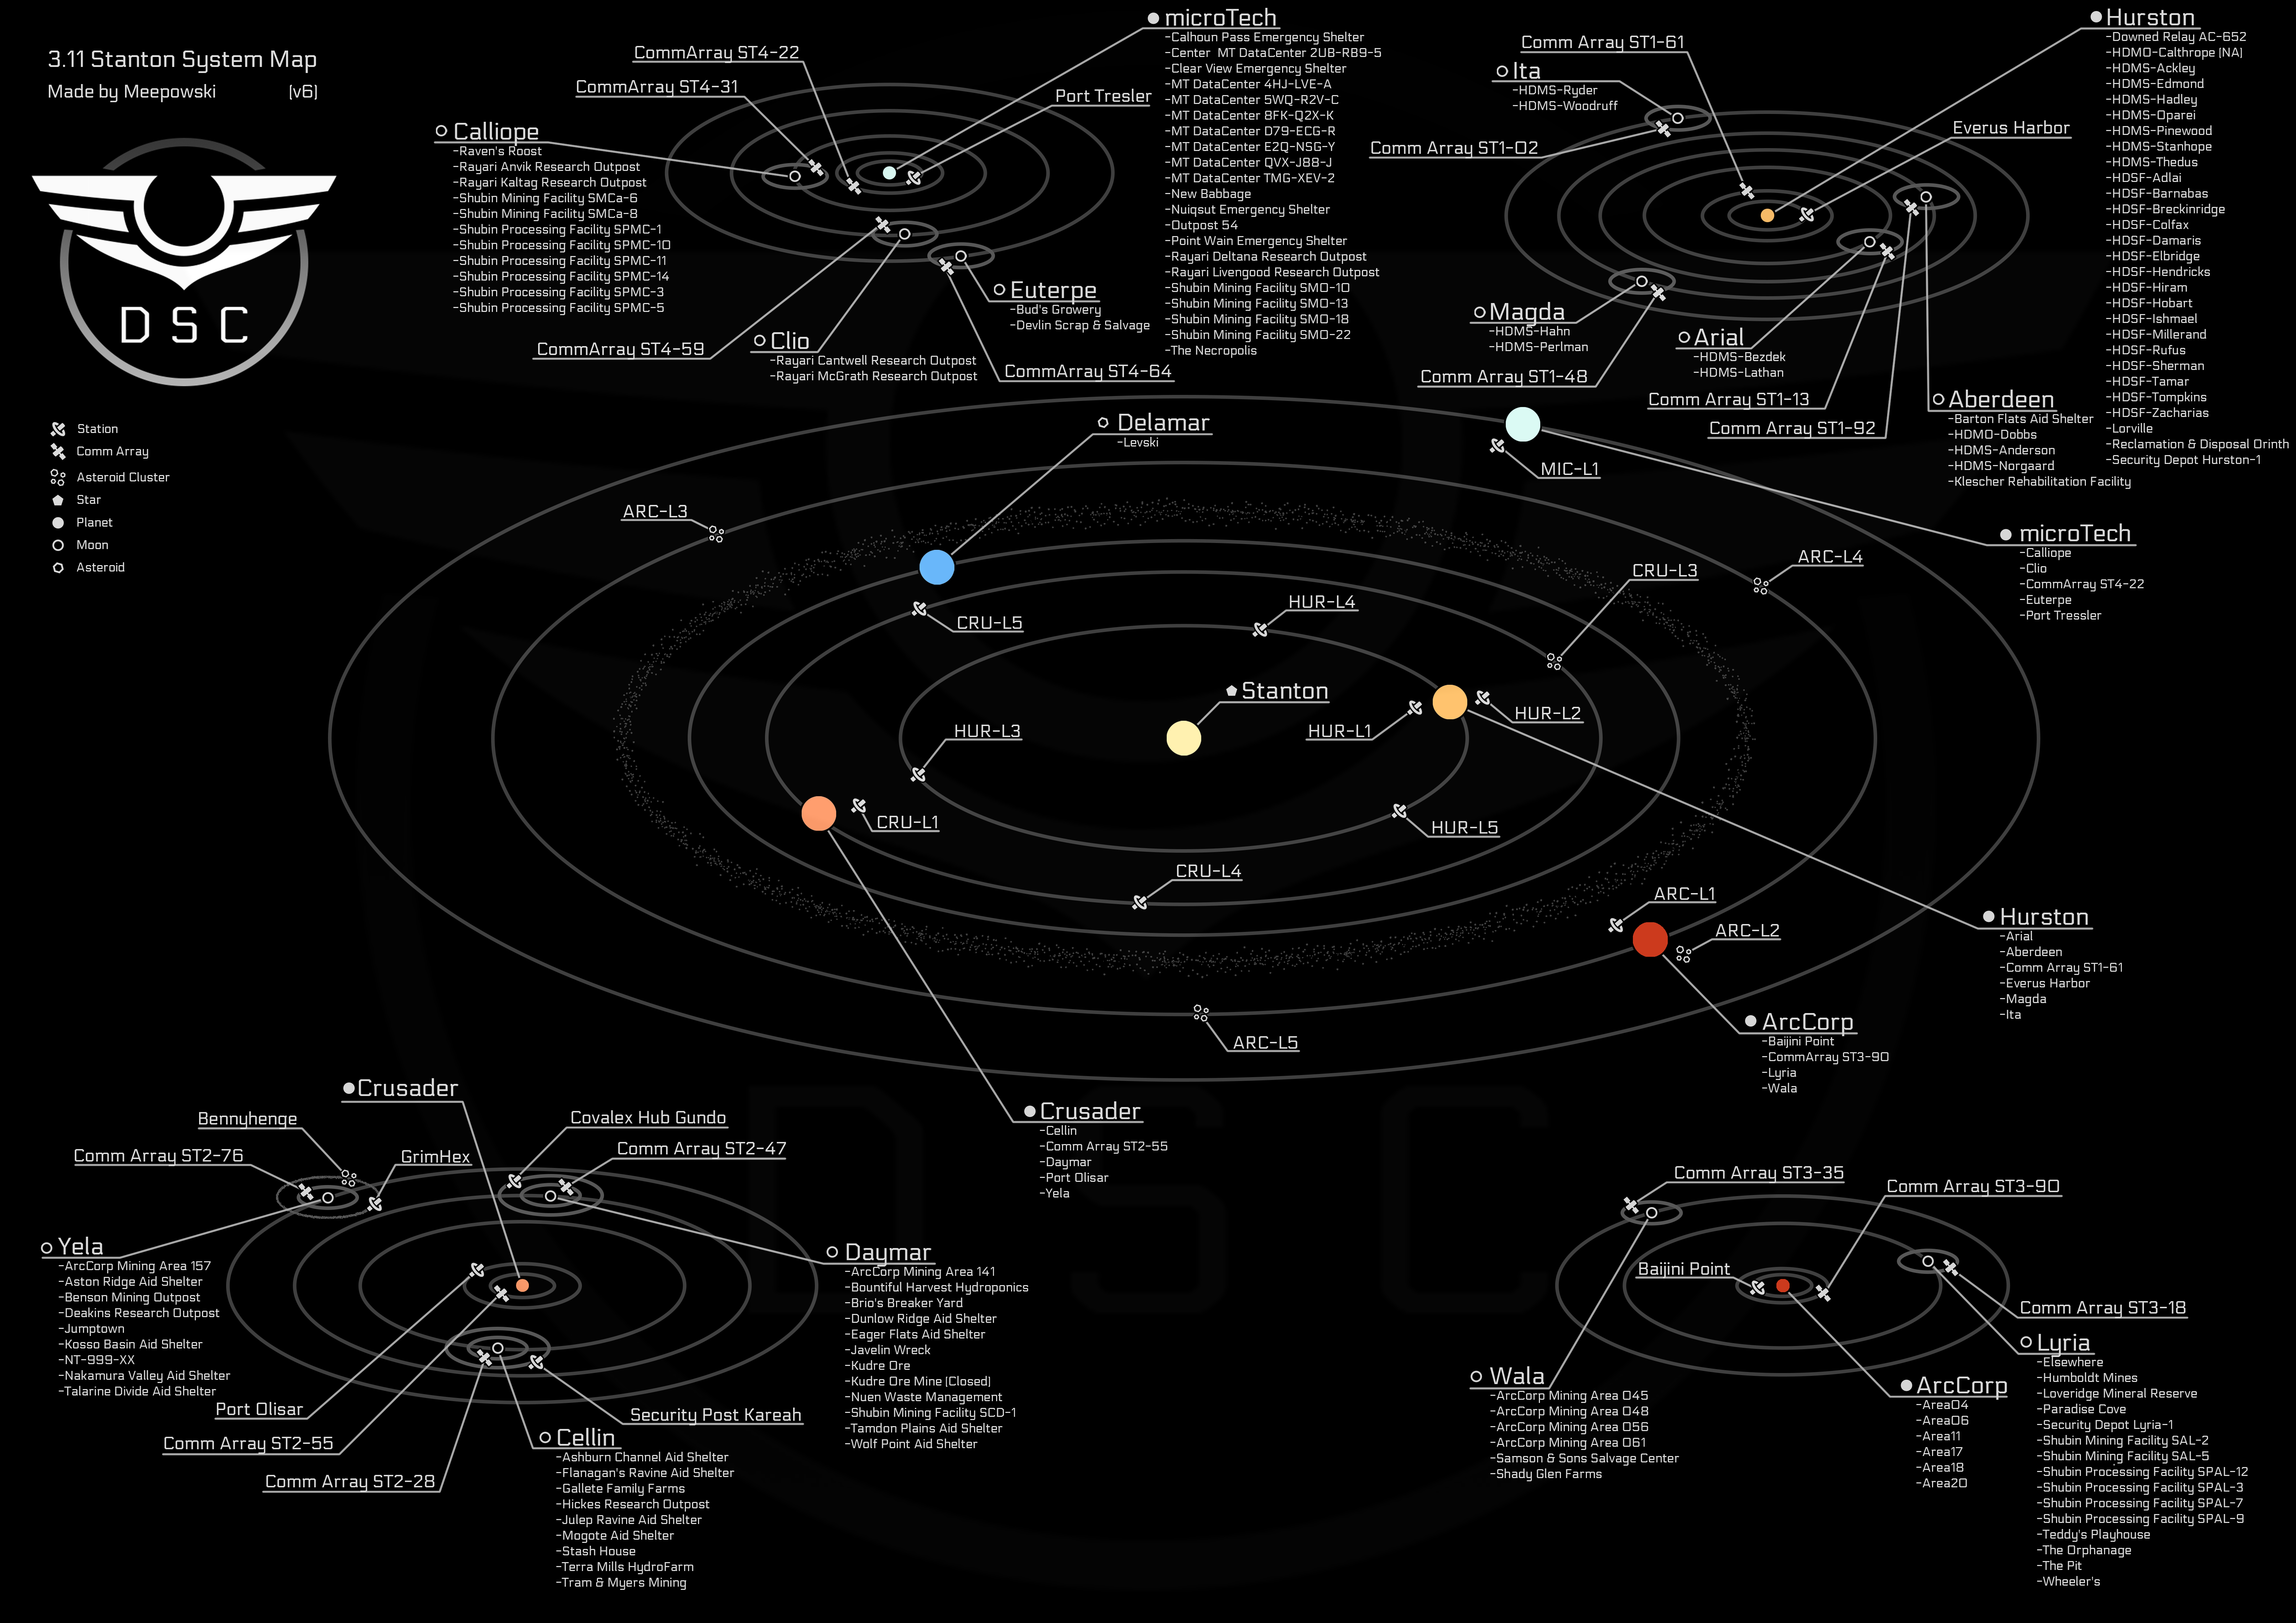 3.11 Stanton System Map
Made by Meepowski (v6)
DSC
Station
Comm Array
Asteroid Cluster
Star
Planet
Moon
Asteroid
CommArray ST4-22
CommArray ST4-31
Calliope
-Raven's Roost
-Rayari Anvik Research Outpost
-Rayari Kaltag Research Outpost
-Shubin Mining Facility SMCa-6
-Shubin Mining Facility SMCa-8
-Shubin Processing Facility SPMC-1
-Shubin Processing Facility SPMC-10
-Shubin Processing Facility SPMC-11
-Shubin Processing Facility SPMC-14
-Shubin Processing Facility SPMC-3
-Shubin Processing Facility SPMC-5
CommArray ST4-59
Clio
-Rayari Cantwell Research Outpost
-Rayari McGrath Research Outpost
Euterpe
-Bud's Growery
-Devlin Scrap & Salvage
CommArray ST4-64
Port Tresler
microTech
-Calhoun Pass Emergency Shelter
-Center MT DataCenter 2UB-RB9-5
-Clear View Emergency Shelter
-MT DataCenter 4HJ-LVE-A
-MT DataCenter 5WQ-R2V-C
-MT DataCenter 8FK-Q2X-K
-MT DataCenter D79-ECG-R
-MT DataCenter E2Q-NSG-Y
-MT DataCenter QVX-J88-J
-MT DataCenter TMG-XEV-2
-New Babbage
-Nuiqsut Emergency Shelter
-Outpost 54
-Point Wain Emergency Shelter
-Rayari Deltana Research Outpost
-Rayari Livengood Research Outpost
-Shubin Mining Facility SMO-10
-Shubin Mining Facility SMO-13
-Shubin Mining Facility SMO-18
-Shubin Mining Facility SMO-22
-The Necropolis
Comm Array ST1-61
Ita
-HDMS-Ryder
-HDMS-Woodruff
Comm Array ST1-02
Magda
-HDMS-Hahn
-HDMS-Perlman
Comm Array ST1-48
Arial
-HDMS-Bezdek
-HDMS-Lathan
Comm Array ST1-13
Comm Array ST1-92
Everus Harbor
Aberdeen
-Barton Flats Aid Shelter
-HDMO-Dobbs
-HDMS-Anderson
-HDMS-Norgaard
-Klescher Rehabilitation Facility
Hurston
-Downed Relay AC-652
-HDMO-Calthrope (NA)
-HDMS-Ackley
-HDMS-Edmond
-HDMS-Hadley
-HDMS-Oparei
-HDMS-Pinewood
-HDMS-Stanhope
-HDMS-Thedus
-HDSF-Adlai
-HDSF-Barnabas
-HDSF-Breckinridge
-HDSF-Colfax
-HDSF-Damaris
-HDSF-Elbridge
-HDSF-Hendricks
-HDSF-Hiram
-HDSF-Hobart
-HDSF-Ishmael
-HDSF-Millerand
-HDSF-Rufus
-HDSF-Sherman
-HDSF-Tamar
-HDSF-Tompkins
-HDSF-Zacharias
-Lorville
-Reclamation & Disposal Orinth
-Security Depot Hurston-1
Delamar
-Levski
MIC-L1
microTech
-Calliope
-Clio
-CommArray ST4-22
-Euterpe
-Port Tressler
ARC-L3
ARC-L4
CRU-L3
HUR-L4
CRU-L5
Stanton
HUR-L3
HUR-L1
HUR-L2
CRU-L1
HUR-L5
CRU-L4
ARC-L1
ARC-L2
ARC-L5
Hurston
-Arial
-Aberdeen
-Comm Array ST1-61
-Everus Harbor
-Magda
-Ita
ArcCorp
-Baijini Point
-CommArray ST3-90
-Lyria
-Wala
Crusader
-Cellin
-Comm Array ST2-55
-Daymar
-Port Olisar
-Yela
DSC
Crusader
Bennyhenge
Comm Array ST2-76
GrimHex
Covalex Hub Gundo
Comm Array ST2-47
Yela
-ArcCorp Mining Area 157
-Aston Ridge Aid Shelter
-Benson Mining Outpost
-Deakins Research Outpost
-Jumptown
-Kosso Basin Aid Shelter
-NT-999-XX
-Nakamura Valley Aid Shelter
-Talarine Divide Aid Shelter
Port Olisar
Comm Array ST2-55
Comm Array ST2-28
Daymar
-ArcCorp Mining Area 141
-Bountiful Harvest Hydroponics
-Brio's Breaker Yard
-Dunlow Ridge Aid Shelter
-Eager Flats Aid Shelter
-Javelin Wreck
-Kudre Ore
-Kudre Ore Mine (Closed)
-Nuen Waste Management
-Shubin Mining Facility SCD-1
-Tamdon Plains Aid Shelter
-Wolf Point Aid Shelter
Security Post Kareah
Cellin
-Ashburn Channel Aid Shelter
-Flanagan's Ravine Aid Shelter
-Gallete Family Farms
-Hickes Research Outpost
-Julep Ravine Aid Shelter
-Mogote Aid Shelter
-Stash House
-Terra Mills HydroFarm
-Tram & Myers Mining
Comm Array ST3-35
Comm Array ST3-90
Baijini Point
Comm Array ST3-18
Wala
-ArcCorp Mining Area 045
-ArcCorp Mining Area 048
-ArcCorp Mining Area 056
-ArcCorp Mining Area 061
-Samson & Sons Salvage Center
-Shady Glen Farms
ArcCorp
-Area04
-Area06
-Area11
-Area17
-Area18
-Area20
Lyria
-Elsewhere
-Humboldt Mines
-Loveridge Mineral Reserve
-Paradise Cove
-Security Depot Lyria-1
-Shubin Mining Facility SAL-2
-Shubin Mining Facility SAL-5
-Shubin Processing Facility SPAL-12
-Shubin Processing Facility SPAL-3
-Shubin Processing Facility SPAL-7
-Shubin Processing Facility SPAL-9
-Teddy's Playhouse
-The Orphanage
-The Pit
-Wheeler's